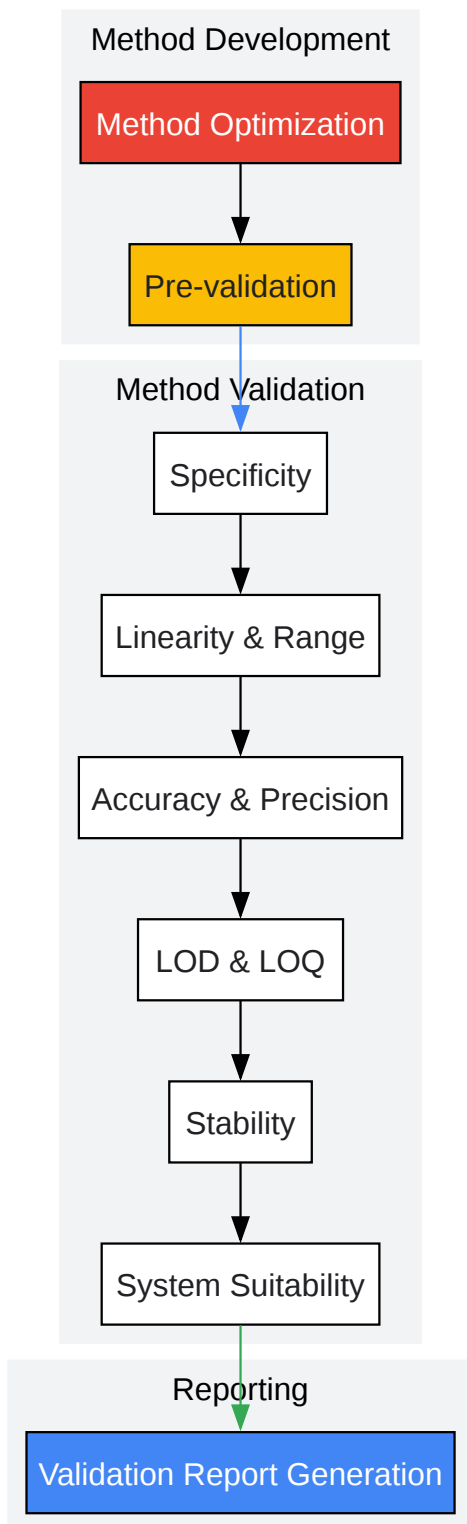 Method Development
Method Optimization
Pre-validation
Method Validation
Specificity
Linearity & Range
Accuracy & Precision
LOD & LOQ
Stability
System Suitability
Reporting
Validation Report Generation